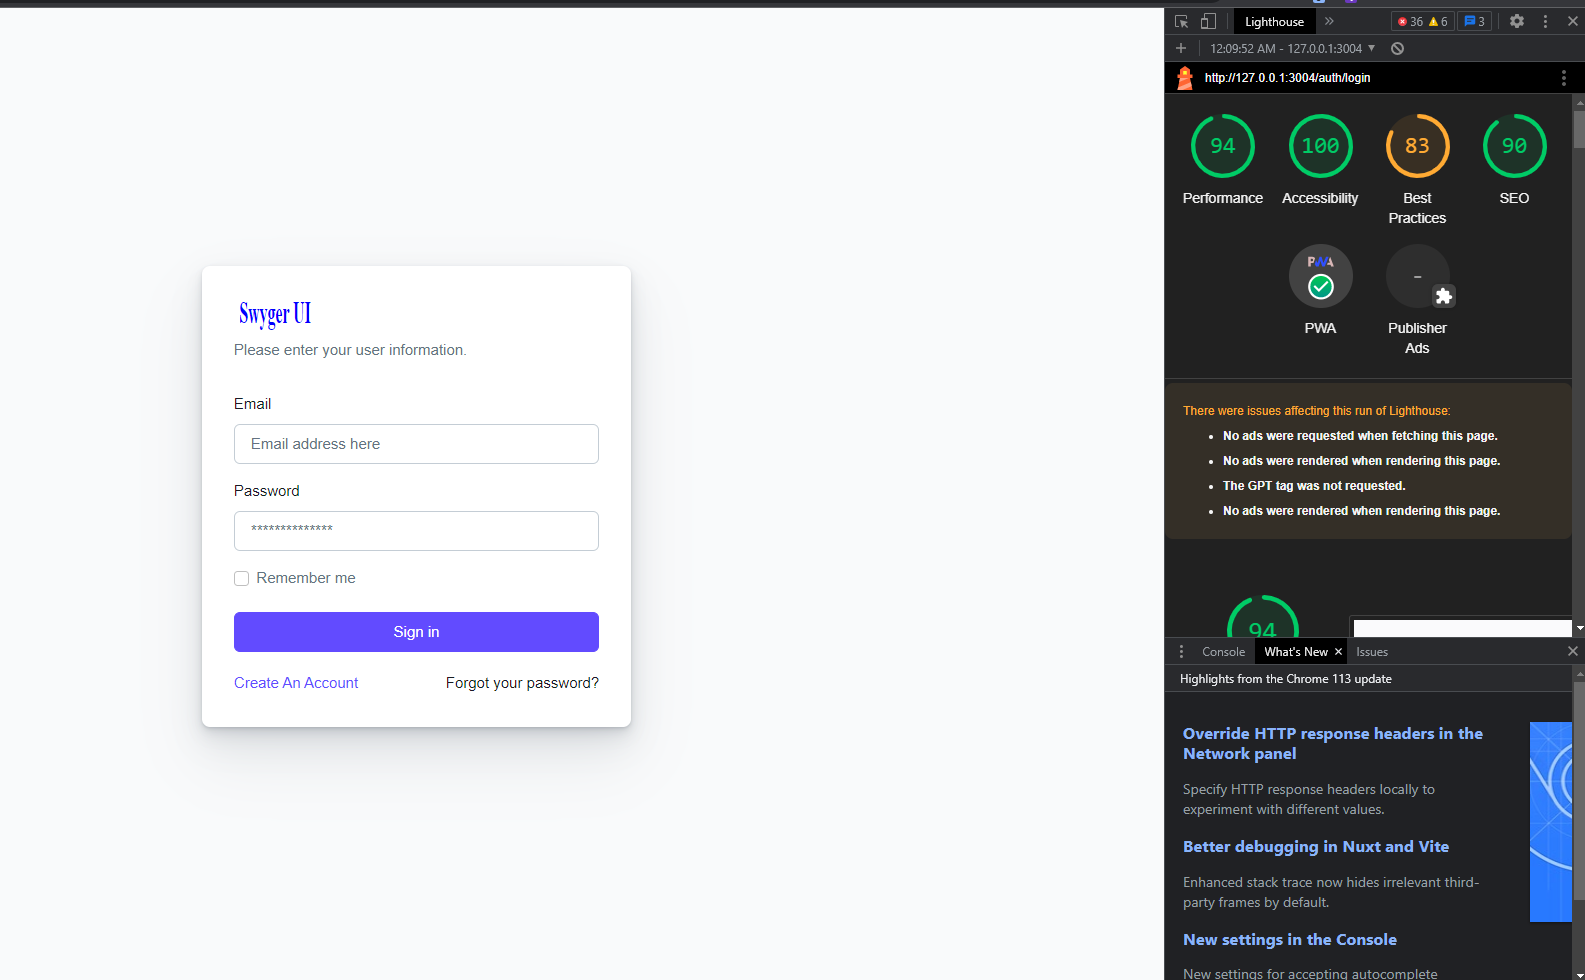 Swyger UI
Please enter your user information.
Email
Email address here
Password
**************
Remember me
Sign in
Create An Account
Forgot your password?
Lighthouse
36
6
3
12:09:52 AM - 127.0.0.1:3004
http://127.0.0.1:3004/auth/login
94
100
83
90
Performance
Accessibility
Best
Practices
SEO
PWA
-
PWA
Publisher
Ads
There were issues affecting this run of Lighthouse:
No ads were requested when fetching this page.
No ads were rendered when rendering this page.
The GPT tag was not requested.
No ads were rendered when rendering this page.
94
Console
What's New
Issues
Highlights from the Chrome 113 update
Override HTTP response headers in the
Network panel
Specify HTTP response headers locally to
experiment with different values.
Better debugging in Nuxt and Vite
Enhanced stack trace now hides irrelevant third-
party frames by default.
New settings in the Console
New settings for accepting autocomplete